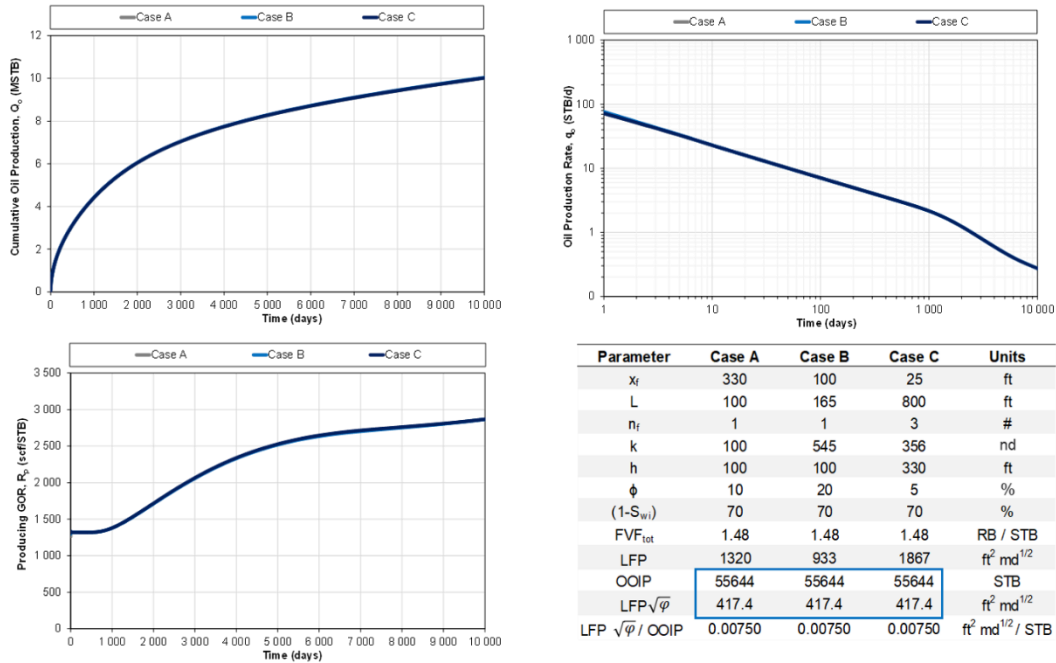 Case A Case B Case C
Cumulative Oil Production, Qo (MSTB)
12
10
8
6
4
2
0
0 1 000 2 000 3 000 4 000 5 000 6 000 7 000 8 000 9 000 10 000
Time (days)
Case A Case B Case C
Oil Production Rate, qo (STB/d)
1 000
100
10
1
0
1 10 100 1 000 10 000
Time (days)
Case A Case B Case C
Producing GOR, Rp (scf/STB)
3 500
3 000
2 500
2 000
1 500
1 000
500
0
0 1 000 2 000 3 000 4 000 5 000 6 000 7 000 8 000 9 000 10 000
Time (days)
Parameter Case A Case B Case C Units
xf 330 100 25 ft
L 100 165 800 ft
nf 1 1 3 #
k 100 545 356 nd
h 100 100 330 ft
ϕ 10 20 5 %
(1-Swi) 70 70 70 %
FVFtot 1.48 1.48 1.48 RB / STB
LFP 1320 933 1867 ft² md^1/2
OOIP 55644 55644 55644 STB
LFP√φ 417.4 417.4 417.4 ft² md^1/2
LFP √φ / OOIP 0.00750 0.00750 0.00750 ft² md^1/2 / STB